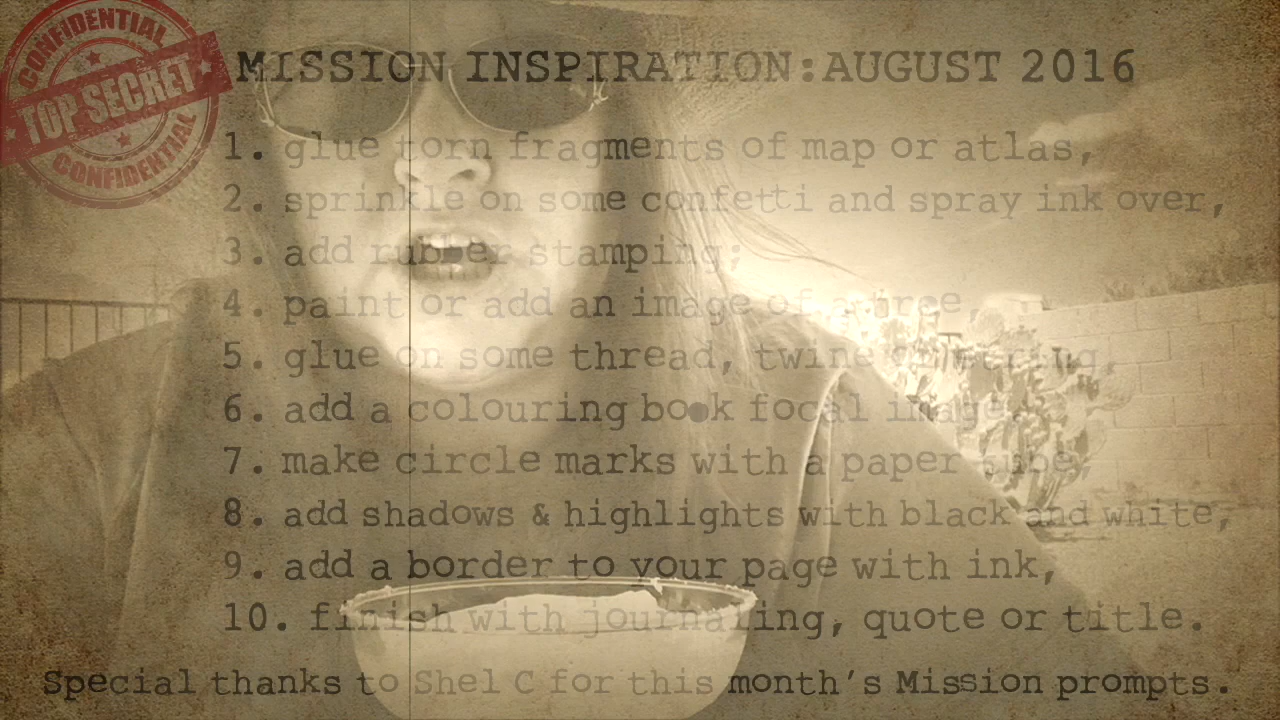 CONFIDENTIAL
TOP SECRET
CONFIDENTIAL
MISSION INSPIRATION:AUGUST 2016
1. glue torn fragments of map or atlas,
2. sprinkle on some confetti and spray ink over,
3. add rubber stamping;
4. paint or add an image of a tree
5. glue on some thread, twine or string,
6. add a colouring book focal image
7. make circle marks with a paper tube
8. add shadows & highlights with black and white,
9. add a border to your page with ink,
10. finish with journaling, quote or title.
Special thanks to Shel C for this month's Mission prompts.